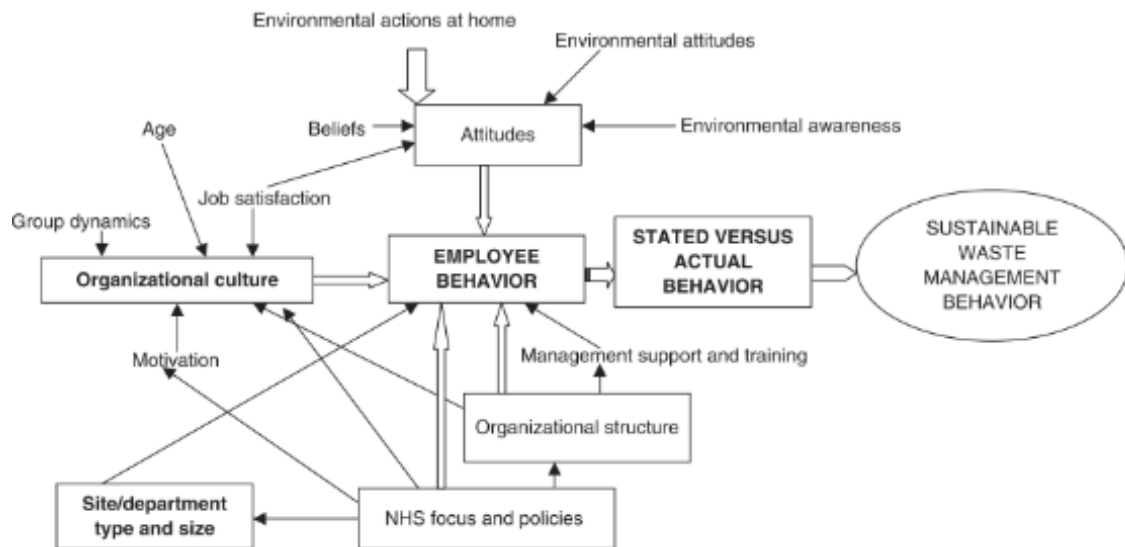 Environmental actions at home
Environmental attitudes
Age
Beliefs
Attitudes
Environmental awareness
Job satisfaction
Group dynamics
Organizational culture
EMPLOYEE
BEHAVIOR
STATED VERSUS
ACTUAL
BEHAVIOR
SUSTAINABLE
WASTE
MANAGEMENT
BEHAVIOR
Motivation
Management support and training
Organizational structure
Site/department
type and size
NHS focus and policies